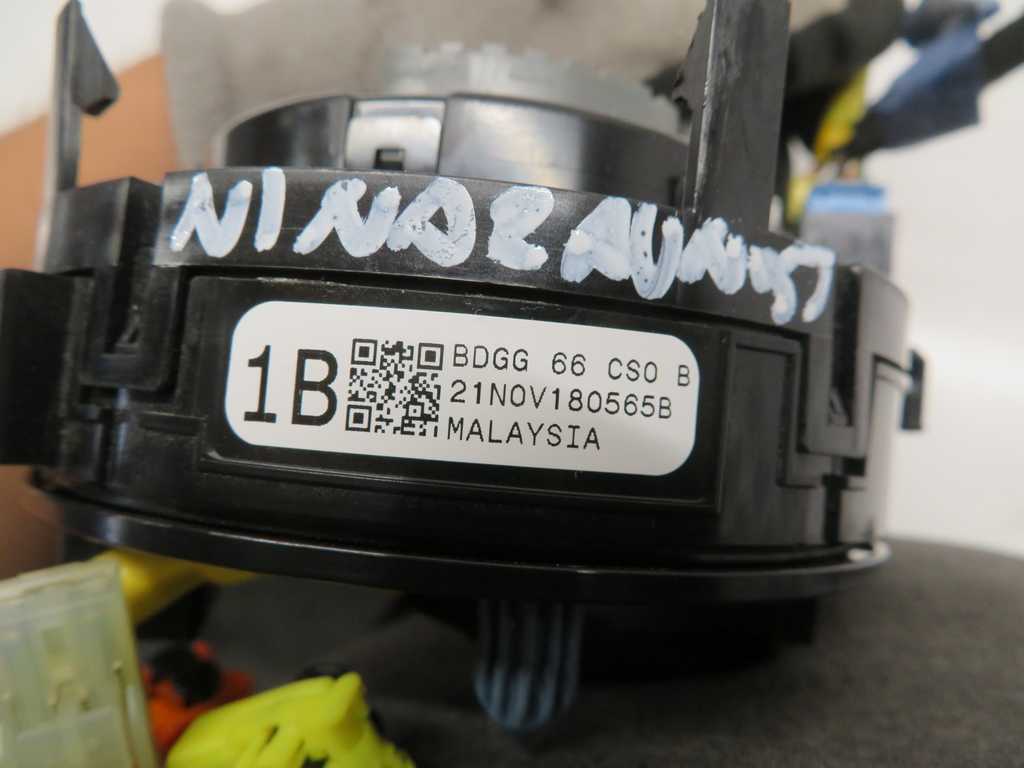 1B
BDGG 66 CS0 B
21NOV180565B
MALAYSIA